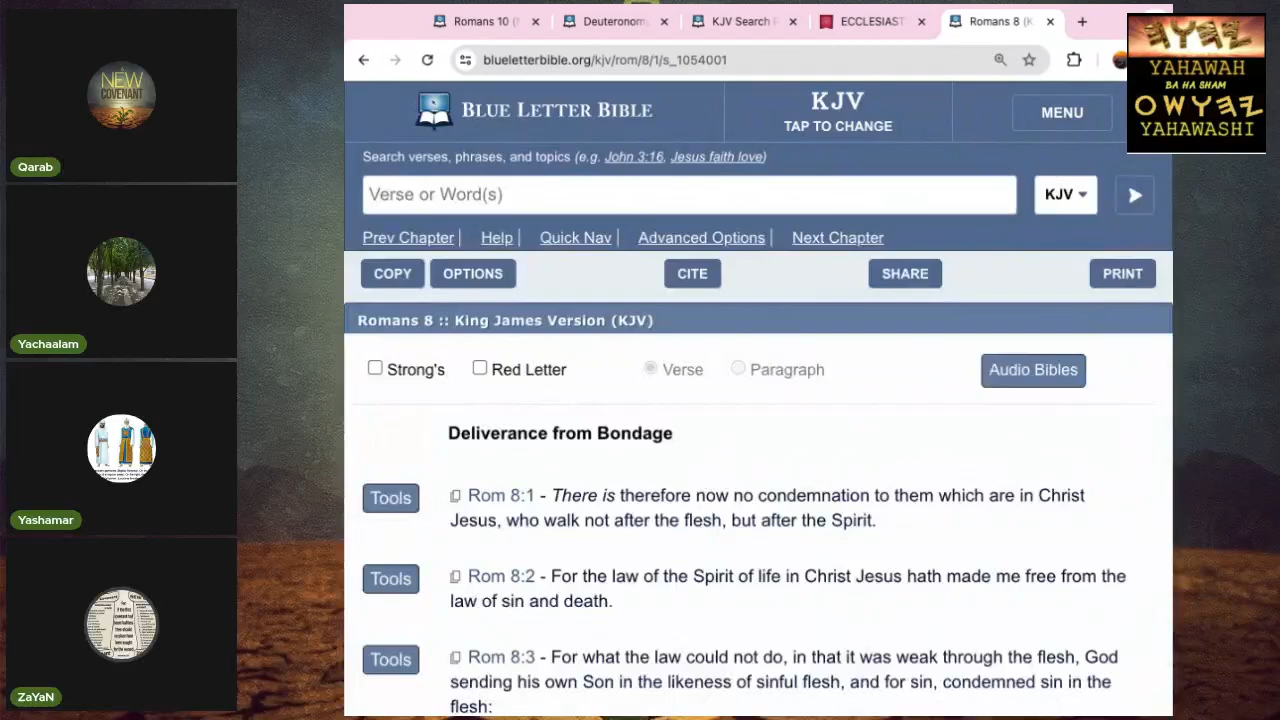 NEW
COVENANT
Qarab
Yachaalam
Yashamar
ZaYaN
Romans 10 (
Deuteronom
KJV Search
ECCLESIAST
Romans 8 (K
blueletterbible.org/kjv/rom/8/1/s_1054001
BLUE LETTER BIBLE
KJV
TAP TO CHANGE
MENU
Search verses, phrases, and topics (e.g. John 3:16, Jesus faith love)
Verse or Word(s)
KJV
Prev Chapter | Help | Quick Nav | Advanced Options | Next Chapter
COPY OPTIONS CITE SHARE PRINT
Romans 8 :: King James Version (KJV)
Strong's Red Letter Verse Paragraph Audio Bibles
Deliverance from Bondage
Tools Rom 8:1 - There is therefore now no condemnation to them which are in Christ
Jesus, who walk not after the flesh, but after the Spirit.
Tools Rom 8:2 - For the law of the Spirit of life in Christ Jesus hath made me free from the
law of sin and death.
Tools Rom 8:3 - For what the law could not do, in that it was weak through the flesh, God
sending his own Son in the likeness of sinful flesh, and for sin, condemned sin in the
flesh:
YAHAWAH
BA HA SHAM
YAHAWASHI